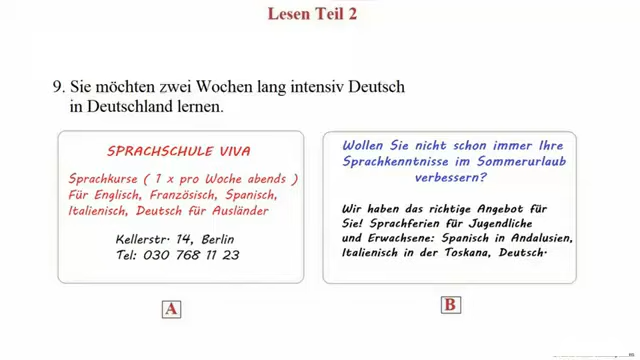 Lesen Teil 2
9. Sie möchten zwei Wochen lang intensiv Deutsch
in Deutschland lernen.
SPRACHSCHULE VIVA
Sprachkurse ( 1 x pro Woche abends )
Für Englisch, Französisch, Spanisch,
Italienisch, Deutsch für Ausländer
Kellerstr. 14, Berlin
Tel: 030 768 11 23
A
Wollen Sie nicht schon immer Ihre
Sprachkenntnisse im Sommerurlaub
verbessern?
Wir haben das richtige Angebot für
Sie! Sprachferien für Jugendliche
und Erwachsene: Spanisch in Andalusien,
Italienisch in der Toskana, Deutsch.
B